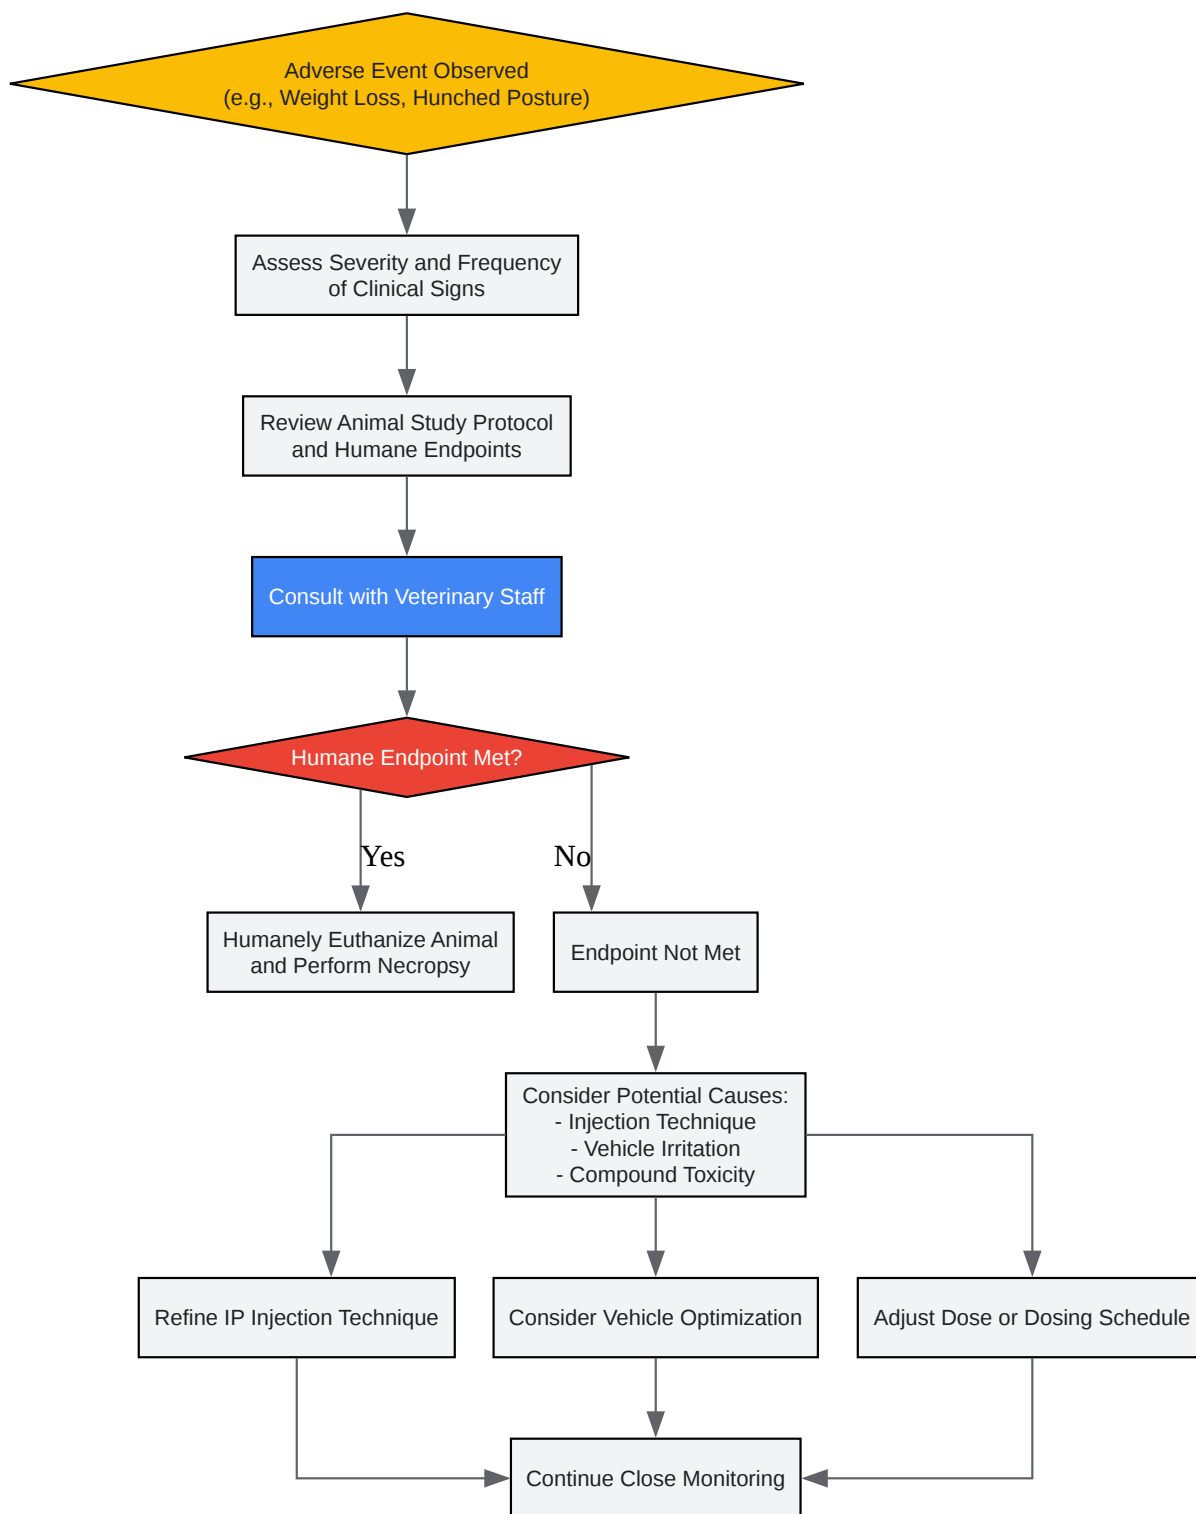 Adverse Event Observed
(e.g., Weight Loss, Hunched Posture)
Assess Severity and Frequency
of Clinical Signs
Review Animal Study Protocol
and Humane Endpoints
Consult with Veterinary Staff
Humane Endpoint Met?
Yes
No
Humanely Euthanize Animal
and Perform Necropsy
Endpoint Not Met
Consider Potential Causes:
- Injection Technique
- Vehicle Irritation
- Compound Toxicity
Refine IP Injection Technique
Consider Vehicle Optimization
Adjust Dose or Dosing Schedule
Continue Close Monitoring